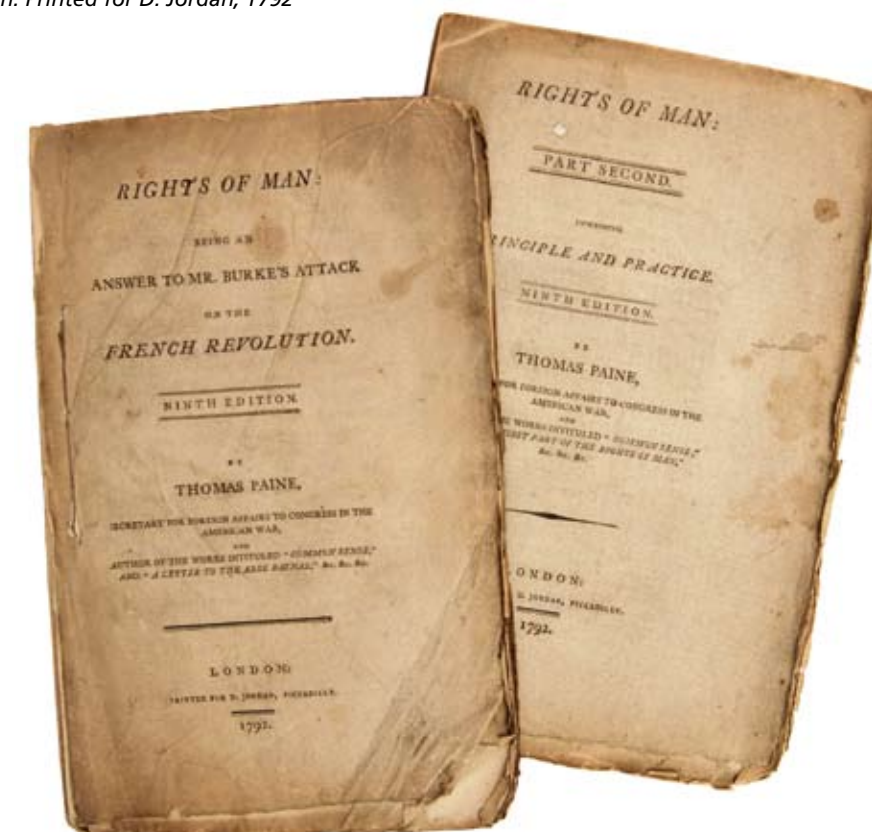 n. Printed for D. Jordan, 1792
RIGHTS OF MAN:
BEING AN
ANSWER TO MR. BURKE'S ATTACK
ON THE
FRENCH REVOLUTION.
NINTH EDITION.
BY
THOMAS PAINE,
SECRETARY FOR FOREIGN AFFAIRS TO CONGRESS IN THE
AMERICAN WAR,
AND
AUTHOR OF THE WORKS INTITULED "COMMON SENSE,"
AND "A LETTER TO THE ABBE RAYNAL," &c. &c. &c.
LONDON:
PRINTED FOR D. JORDAN, PICCADILLY.
1792.
RIGHTS OF MAN:
PART SECOND.
COMBINING
RINCIPLE AND PRACTICE.
NINTH EDITION.
BY
THOMAS PAINE,
FOR FOREIGN AFFAIRS TO CONGRESS IN THE
AMERICAN WAR,
AND
WORKS INTITULED "COMMON SENSE,"
FIRST PART OF THE RIGHTS OF MAN,"
&c. &c. &c.
ONDON:
D. JORDAN, PICCADILLY.
1792.